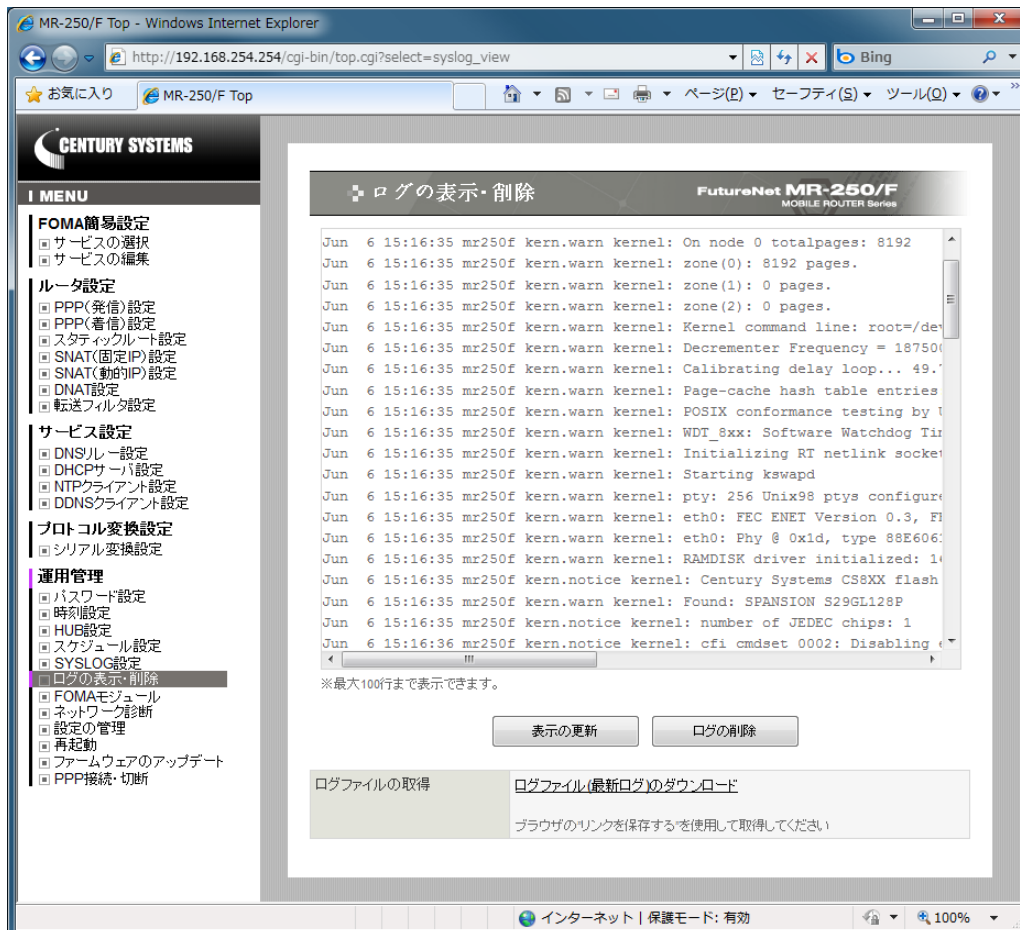 MR-250/F Top - Windows Internet Explorer
http://192.168.254.254/cgi-bin/top.cgi?select=syslog_view
Bing
お気に入り
MR-250/F Top
ページ(P)
セーフティ(S)
ツール(O)
CENTURY SYSTEMS
MENU
FOMA簡易設定
サービスの選択
サービスの編集
ルータ設定
PPP(発信)設定
PPP(着信)設定
スタティックルート設定
SNAT(固定IP)設定
SNAT(動的IP)設定
DNAT設定
転送フィルタ設定
サービス設定
DNSリレー設定
DHCPサーバ設定
NTPクライアント設定
DDNSクライアント設定
プロトコル変換設定
シリアル変換設定
運用管理
パスワード設定
時刻設定
HUB設定
スケジュール設定
SYSLOG設定
ログの表示・削除
FOMAモジュール
ネットワーク診断
設定の管理
再起動
ファームウェアのアップデート
PPP接続・切断
ログの表示・削除
FutureNet MR-250/F
MOBILE ROUTER Series
Jun 6 15:16:35 mr250f kern.warn kernel: On node 0 totalpages: 8192
Jun 6 15:16:35 mr250f kern.warn kernel: zone(0): 8192 pages.
Jun 6 15:16:35 mr250f kern.warn kernel: zone(1): 0 pages.
Jun 6 15:16:35 mr250f kern.warn kernel: zone(2): 0 pages.
Jun 6 15:16:35 mr250f kern.warn kernel: Kernel command line: root=/dev
Jun 6 15:16:35 mr250f kern.warn kernel: Decrementer Frequency = 187500
Jun 6 15:16:35 mr250f kern.warn kernel: Calibrating delay loop... 49.
Jun 6 15:16:35 mr250f kern.warn kernel: Page-cache hash table entries
Jun 6 15:16:35 mr250f kern.warn kernel: POSIX conformance testing by
Jun 6 15:16:35 mr250f kern.warn kernel: WDT_8xx: Software Watchdog
Jun 6 15:16:35 mr250f kern.warn kernel: Initializing RT netlink socket
Jun 6 15:16:35 mr250f kern.warn kernel: Starting kswapd
Jun 6 15:16:35 mr250f kern.warn kernel: pty: 256 Unix98 ptys configure
Jun 6 15:16:35 mr250f kern.warn kernel: eth0: FEC ENET Version 0.3,
Jun 6 15:16:35 mr250f kern.warn kernel: eth0: Phy @ 0x1d, type 88E606
Jun 6 15:16:35 mr250f kern.warn kernel: RAMDISK driver initialized:
Jun 6 15:16:35 mr250f kern.notice kernel: Century Systems CS8XX flash
Jun 6 15:16:35 mr250f kern.warn kernel: Found: SPANSION S29GL128P
Jun 6 15:16:35 mr250f kern.notice kernel: number of JEDEC chips: 1
Jun 6 15:16:36 mr250f kern.notice kernel: cfi cmdset 0002: Disabling
※最大100行まで表示できます。
表示の更新
ログの削除
ログファイルの取得
ログファイル(最新ログ)のダウンロード
ブラウザの"リンクを保存する"を使用して取得してください
インターネット | 保護モード: 有効
100%